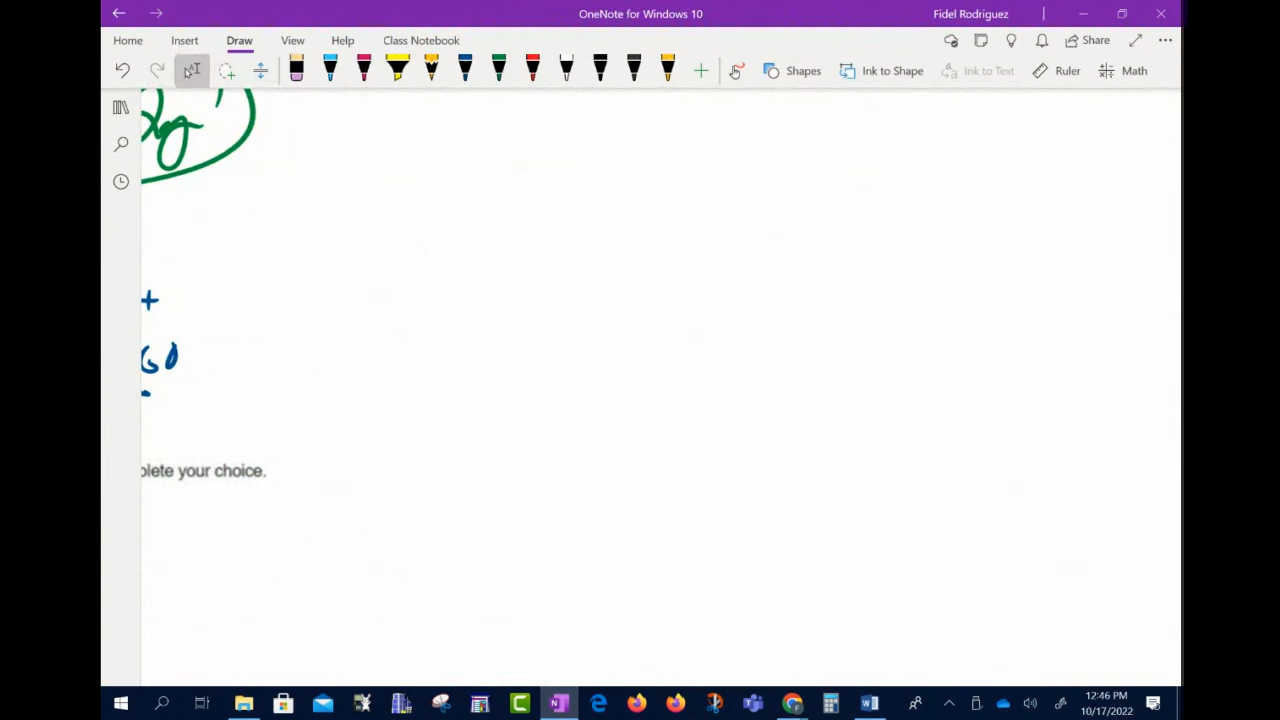 OneNote for Windows 10
Fidel Rodriguez
Home Insert Draw View Help Class Notebook
Share
Shapes Ink to Shape Ink to Text Ruler Math
+
60
plete your choice.
12:46 PM
10/17/2022